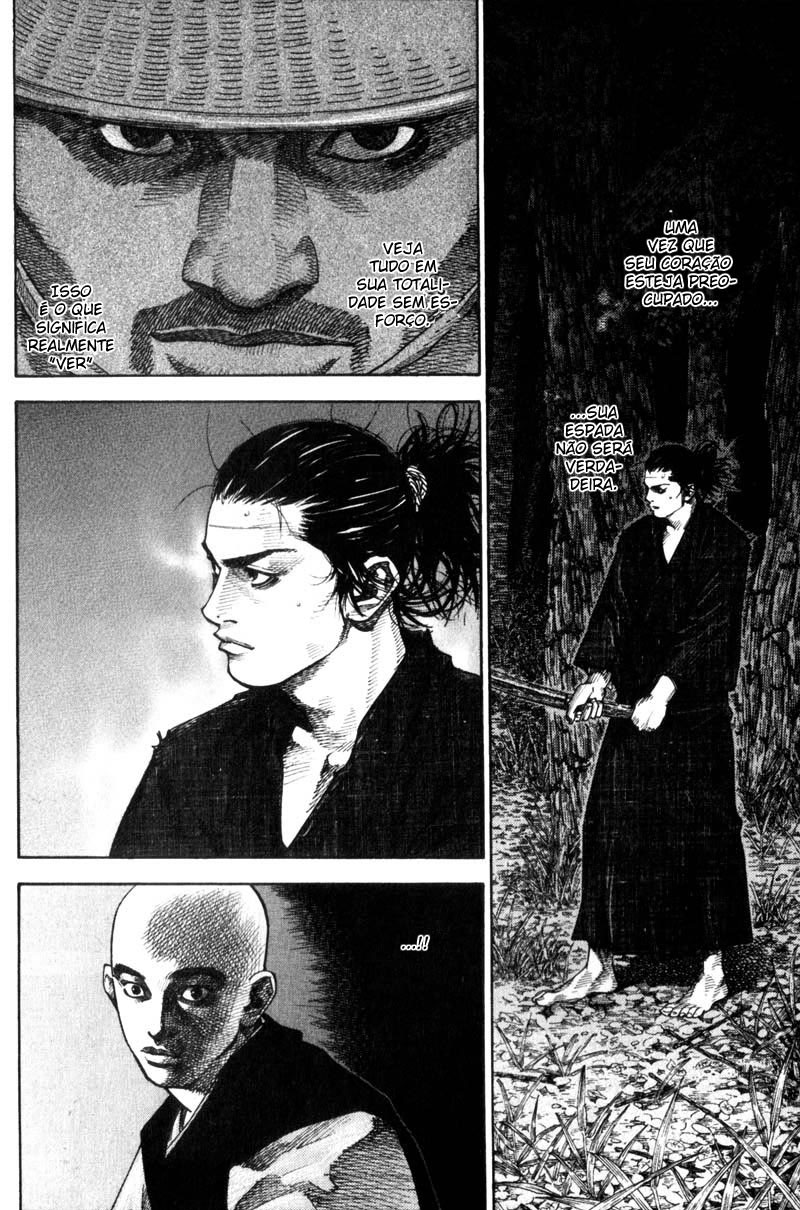 UMA
VEZ QUE
SEU CORAÇÃO
ESTEJA PREO-
CUPADO...
...SUA
ESPADA
NÃO SERÁ
VERDA-
DEIRA.
VEJA
TUDO EM
SUA TOTALI-
DADE SEM ES-
FORÇO.
ISSO
É O QUE
SIGNIFICA
REALMENTE
"VER"
...!!